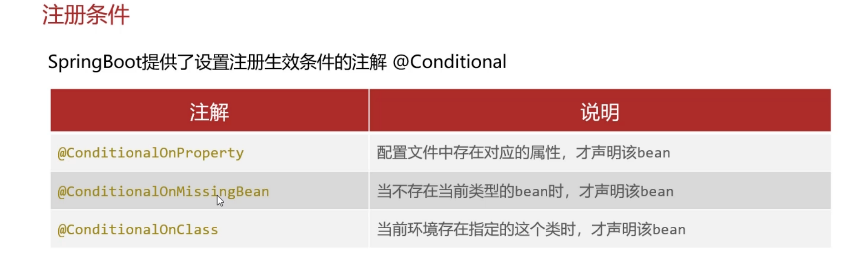 注册条件
SpringBoot提供了设置注册生效条件的注解 @Conditional
注解 说明
@ConditionalOnProperty 配置文件中存在对应的属性，才声明该bean
@ConditionalOnMissingBean 当不存在当前类型的bean时，才声明该bean
@ConditionalOnClass 当前环境存在指定的这个类时，才声明该bean